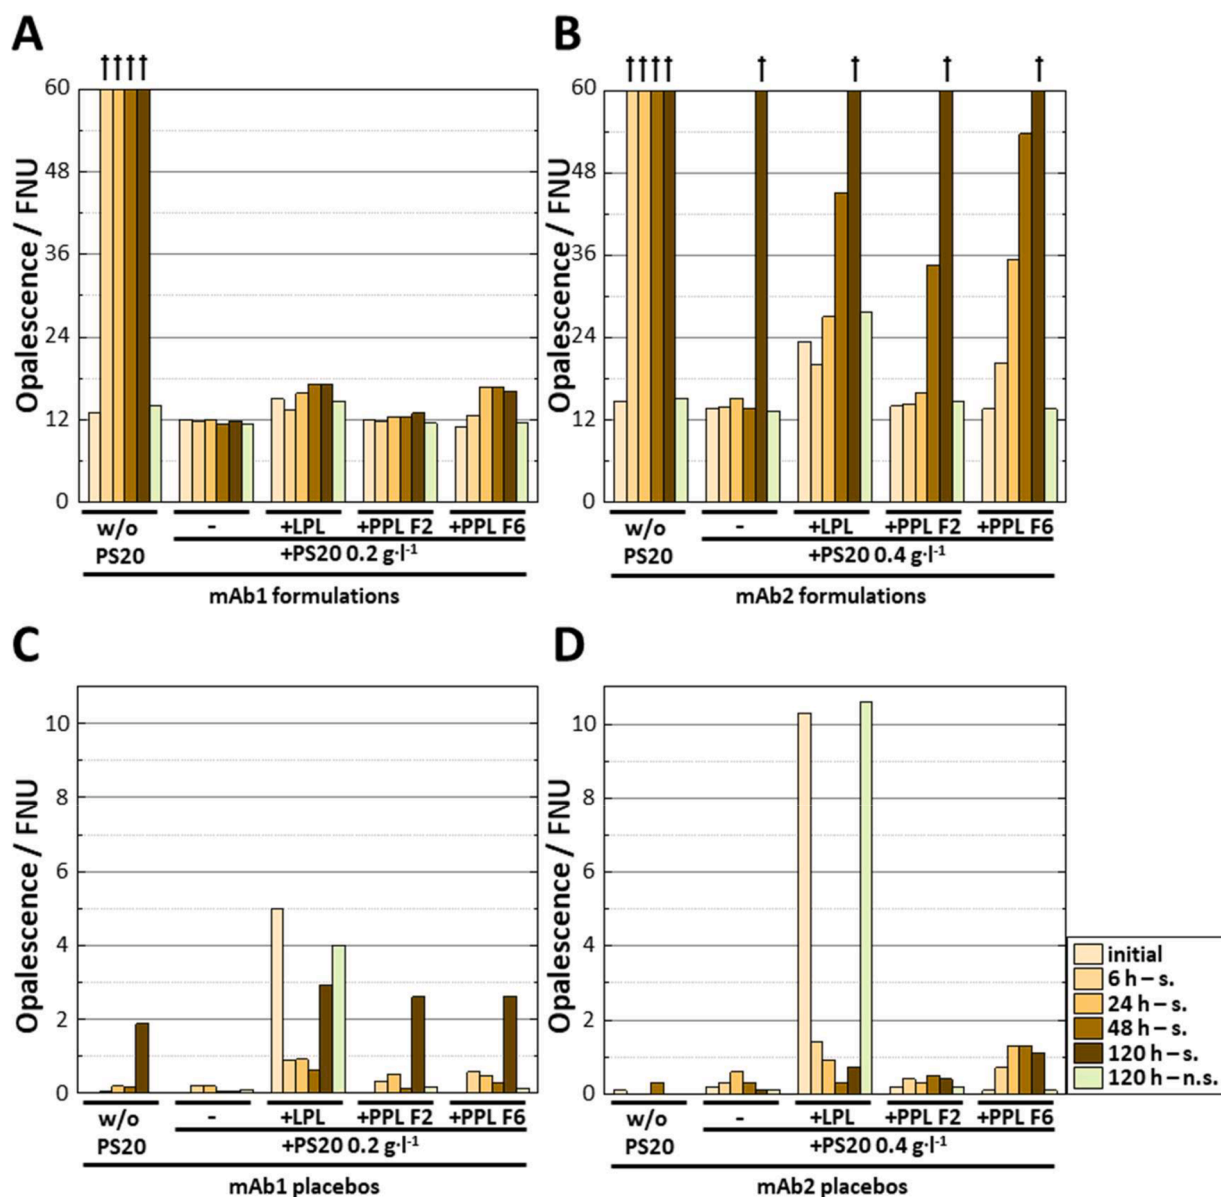 A
††††
Opalescence / FNU
60
48
36
24
12
0
w/o
PS20
-
+LPL
+PPL F2
+PPL F6
+PS20 0.2 g·l⁻¹
mAb1 formulations
B
††††
†
†
†
†
Opalescence / FNU
60
48
36
24
12
0
w/o
PS20
-
+LPL
+PPL F2
+PPL F6
+PS20 0.4 g·l⁻¹
mAb2 formulations
C
Opalescence / FNU
10
8
6
4
2
0
w/o
PS20
-
+LPL
+PPL F2
+PPL F6
+PS20 0.2 g·l⁻¹
mAb1 placebos
D
Opalescence / FNU
10
8
6
4
2
0
w/o
PS20
-
+LPL
+PPL F2
+PPL F6
+PS20 0.4 g·l⁻¹
mAb2 placebos
initial
6 h – s.
24 h – s.
48 h – s.
120 h – s.
120 h – n.s.